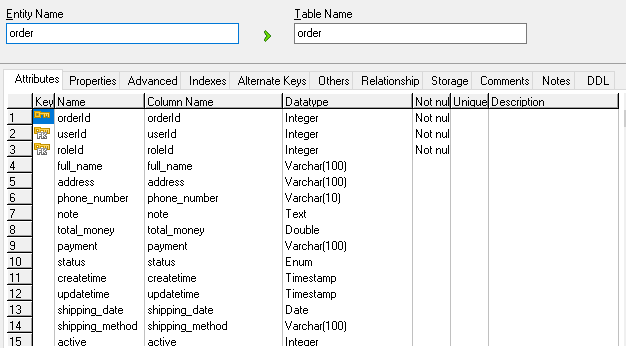 Entity Name Table Name
order order
Attributes Properties Advanced Indexes Alternate Keys Others Relationship Storage Comments Notes DDL
Key Name Column Name Datatype Not nul Unique Description
1 orderId orderId Integer Not nul
2 FK userId userId Integer Not nul
3 FK roleId roleId Integer Not nul
4 full_name full_name Varchar(100)
5 address address Varchar(100)
6 phone_number phone_number Varchar(10)
7 note note Text
8 total_money total_money Double
9 payment payment Varchar(100)
10 status status Enum
11 createtime createtime Timestamp
12 updatetime updatetime Timestamp
13 shipping_date shipping_date Date
14 shipping_method shipping_method Varchar(100)
15 active active Integer